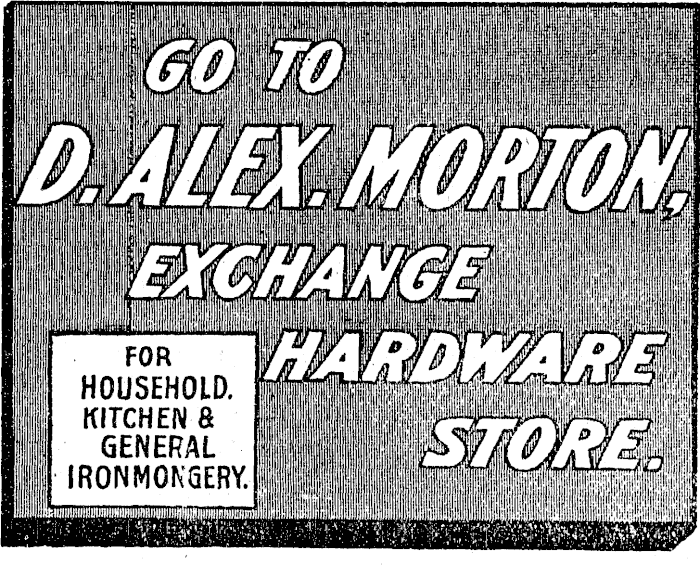 GO TO
D. ALEX. MORTON,
EXCHANGE
HARDWARE
STORE.
FOR
HOUSEHOLD.
KITCHEN &
GENERAL
IRONMONGERY.